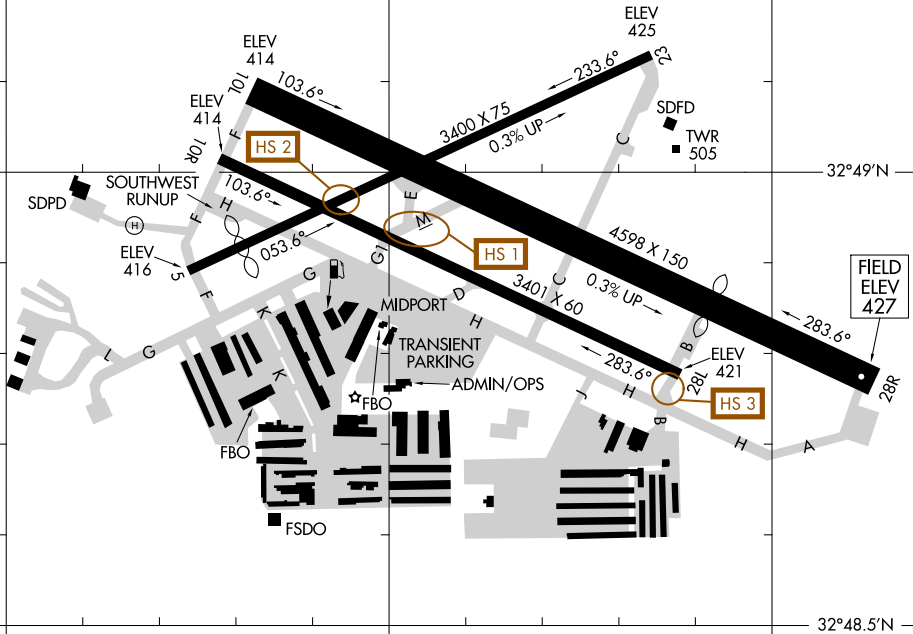 ELEV
425
23
ELEV
414
10L
103.6°
233.6°
3400 X 75
0.3% UP
ELEV
414
SDFD
TWR
505
C
F
10R
HS 2
32°49'N
SDPD
SOUTHWEST
RUNUP
103.6°
H
E
M
F
H
053.6°
G1
HS 1
4598 X 150
ELEV
416
5
FIELD
ELEV
427
G
C
0.3% UP
F
D
3401 X 60
K
MIDPORT
H
283.6°
B
L
G
TRANSIENT
PARKING
283.6°
ELEV
421
K
ADMIN/OPS
28L
28R
FBO
J
H
HS 3
B
FBO
H
A
FSDO
32°48.5'N